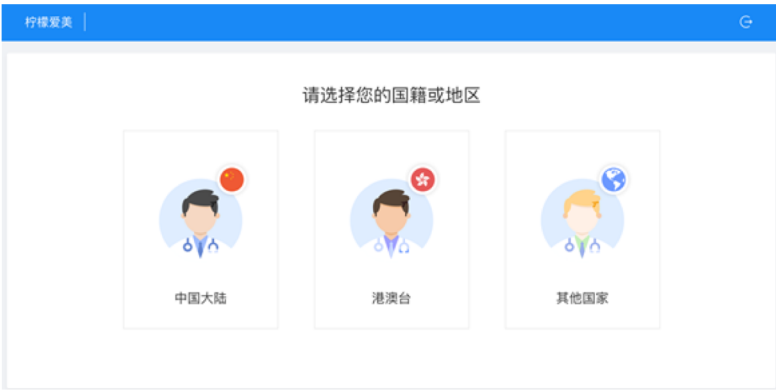 柠檬爱美
请选择您的国籍或地区
中国大陆
港澳台
其他国家